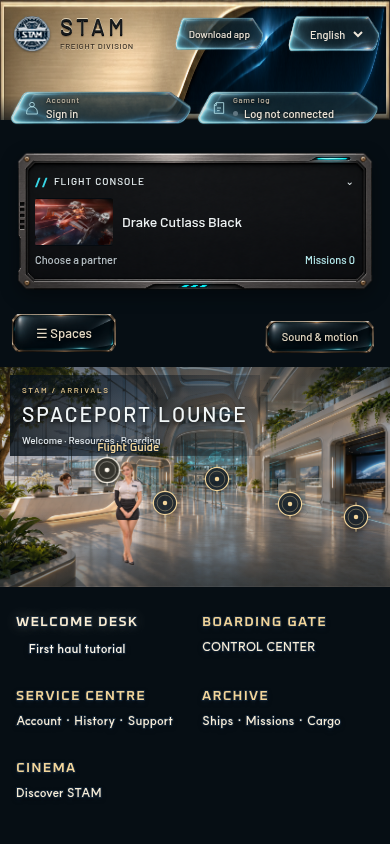 STAM
STAM
FREIGHT DIVISION
Download app
English
Account
Sign in
Game log
Log not connected
// FLIGHT CONSOLE
Drake Cutlass Black
Choose a partner
Missions 0
☰ Spaces
Sound & motion
STAM / ARRIVALS
SPACEPORT LOUNGE
Welcome · Resources · Boarding
Flight Guide
WELCOME DESK
First haul tutorial
BOARDING GATE
CONTROL CENTER
SERVICE CENTRE
Account · History · Support
ARCHIVE
Ships · Missions · Cargo
CINEMA
Discover STAM